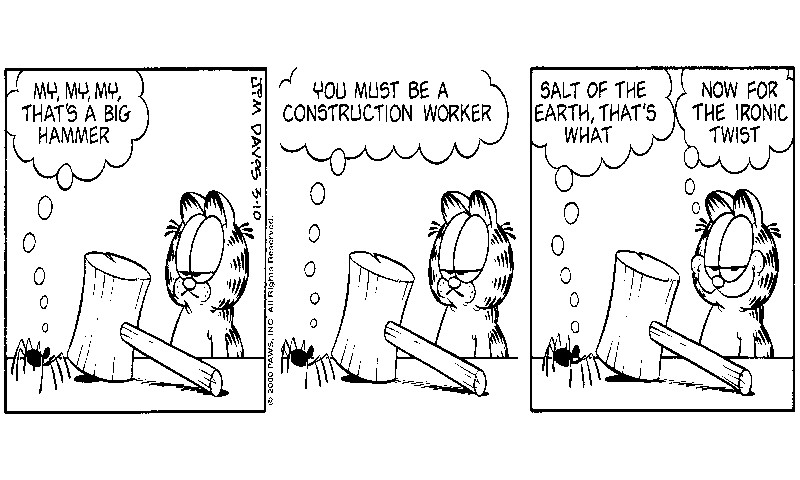 MY, MY, MY,
THAT'S A BIG
HAMMER
JIM DAVIS 3-10
© 2000 PAWS, INC. All Rights Reserved.
YOU MUST BE A
CONSTRUCTION WORKER
SALT OF THE
EARTH, THAT'S
WHAT
NOW FOR
THE IRONIC
TWIST